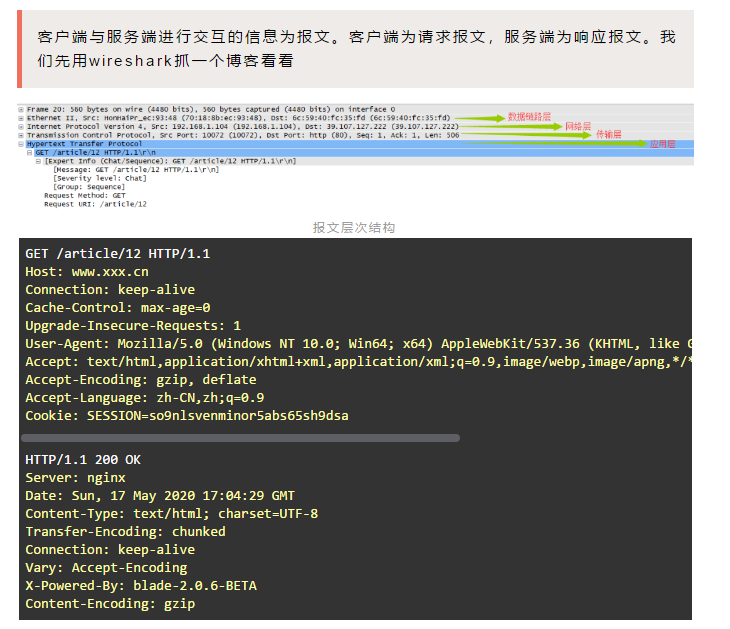 客户端与服务端进行交互的信息为报文。客户端为请求报文，服务端为响应报文。我
们先用wireshark抓一个博客看看
Frame 20: 560 bytes on wire (4480 bits), 560 bytes captured (4480 bits) on interface 0
Ethernet II, Src: HonHaiPr_ec:93:48 (70:18:8b:ec:93:48), Dst: 6c:59:40:fc:35:fd (6c:59:40:fc:35:fd) 数据链路层
Internet Protocol Version 4, Src: 192.168.1.104 (192.168.1.104), Dst: 39.107.127.222 (39.107.127.222) 网络层
Transmission Control Protocol, Src Port: 10072 (10072), Dst Port: http (80), Seq: 1, Ack: 1, Len: 506 传输层
Hypertext Transfer Protocol 应用层
GET /article/12 HTTP/1.1\r\n
[Expert Info (Chat/Sequence): GET /article/12 HTTP/1.1\r\n]
[Message: GET /article/12 HTTP/1.1\r\n]
[Severity level: Chat]
[Group: Sequence]
Request Method: GET
Request URI: /article/12
报文层次结构
GET /article/12 HTTP/1.1
Host: www.xxx.cn
Connection: keep-alive
Cache-Control: max-age=0
Upgrade-Insecure-Requests: 1
User-Agent: Mozilla/5.0 (Windows NT 10.0; Win64; x64) AppleWebKit/537.36 (KHTML, like
Accept: text/html,application/xhtml+xml,application/xml;q=0.9,image/webp,image/apng,*/*
Accept-Encoding: gzip, deflate
Accept-Language: zh-CN,zh;q=0.9
Cookie: SESSION=so9nlsvenminor5abs65sh9dsa
HTTP/1.1 200 OK
Server: nginx
Date: Sun, 17 May 2020 17:04:29 GMT
Content-Type: text/html; charset=UTF-8
Transfer-Encoding: chunked
Connection: keep-alive
Vary: Accept-Encoding
X-Powered-By: blade-2.0.6-BETA
Content-Encoding: gzip